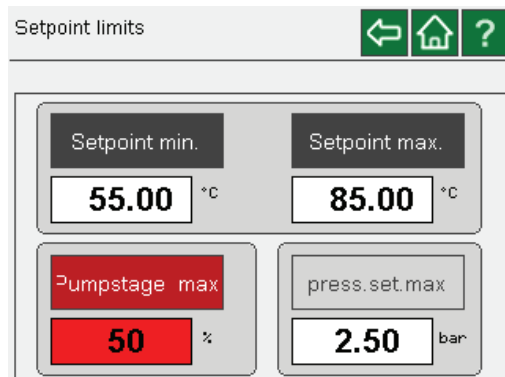 Setpoint limits ?
Setpoint min. Setpoint max.
55.00 °C 85.00 °C
Pumpstage max press.set.max
50 % 2.50 bar